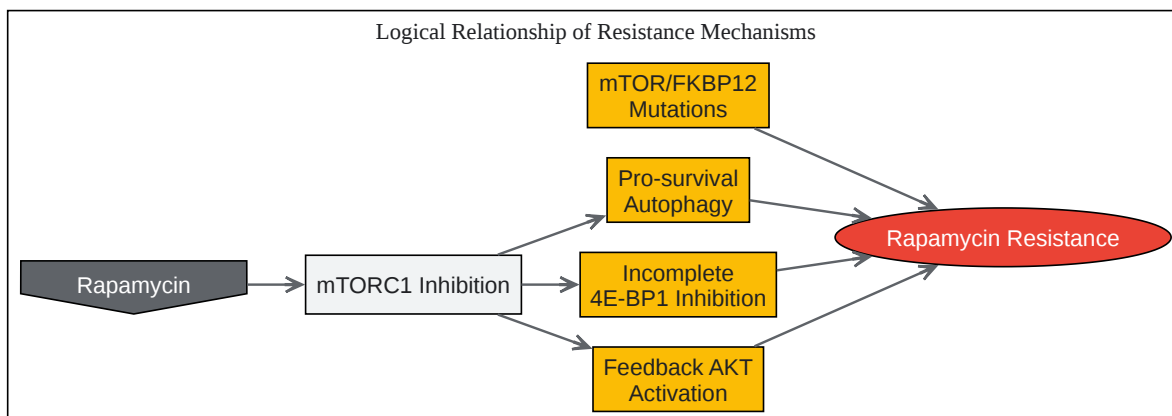 Logical Relationship of Resistance Mechanisms
mTOR/FKBP12
Mutations
Pro-survival
Autophagy
Rapamycin Resistance
Rapamycin
mTORC1 Inhibition
Incomplete
4E-BP1 Inhibition
Feedback AKT
Activation